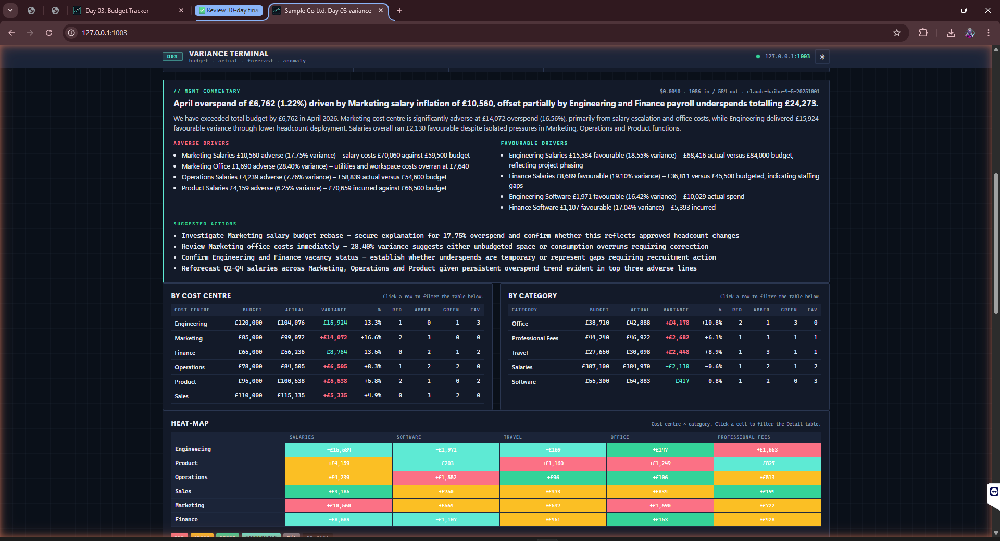 Day 03. Budget Tracker
✅ Review 30-day fina
Sample Co Ltd. Day 03 variance
127.0.0.1:1003
D03
VARIANCE TERMINAL
budget . actual . forecast . anomaly
127.0.0.1:1003
// MGMT COMMENTARY
$0.0040 . 1086 in / 584 out . claude-haiku-4-5-20251001
April overspend of £6,762 (1.22%) driven by Marketing salary inflation of £10,560, offset partially by Engineering and Finance payroll underspends totalling £24,273.
We have exceeded total budget by £6,762 in April 2026. Marketing cost centre is significantly adverse at £14,072 overspend (16.56%), primarily from salary escalation and office costs, while Engineering delivered £15,924
favourable variance through lower headcount deployment. Salaries overall ran £2,130 favourable despite isolated pressures in Marketing, Operations and Product functions.
ADVERSE DRIVERS
• Marketing Salaries £10,560 adverse (17.75% variance) – salary costs £70,060 against £59,500 budget
• Marketing Office £1,690 adverse (28.40% variance) – utilities and workspace costs overran at £7,640
• Operations Salaries £4,239 adverse (7.76% variance) – £58,839 actual versus £54,600 budget
• Product Salaries £4,159 adverse (6.25% variance) – £70,659 incurred against £66,500 budget
FAVOURABLE DRIVERS
• Engineering Salaries £15,584 favourable (18.55% variance) – £68,416 actual versus £84,000 budget,
reflecting project phasing
• Finance Salaries £8,689 favourable (19.10% variance) – £36,811 versus £45,500 budgeted, indicating staffing
gaps
• Engineering Software £1,971 favourable (16.42% variance) – £10,029 actual spend
• Finance Software £1,107 favourable (17.04% variance) – £5,393 incurred
SUGGESTED ACTIONS
• Investigate Marketing salary budget rebase – secure explanation for 17.75% overspend and confirm whether this reflects approved headcount changes
• Review Marketing office costs immediately – 28.40% variance suggests either unbudgeted space or consumption overruns requiring correction
• Confirm Engineering and Finance vacancy status – establish whether underspends are temporary or represent gaps requiring recruitment action
• Reforecast Q2–Q4 salaries across Marketing, Operations and Product given persistent overspend trend evident in top three adverse lines
BY COST CENTRE
Click a row to filter the table below.
COST CENTRE BUDGET ACTUAL VARIANCE % RED AMBER GREEN FAV
Engineering £120,000 £104,076 −£15,924 −13.3% 1 0 1 3
Marketing £85,000 £99,072 +£14,072 +16.6% 2 3 0 0
Finance £65,000 £56,236 −£8,764 −13.5% 0 2 1 2
Operations £78,000 £84,505 +£6,505 +8.3% 1 2 2 0
Product £95,000 £100,538 +£5,538 +5.8% 2 1 0 2
Sales £110,000 £115,335 +£5,335 +4.9% 0 3 2 0
BY CATEGORY
Click a row to filter the table below.
CATEGORY BUDGET ACTUAL VARIANCE % RED AMBER GREEN FAV
Office £38,710 £42,888 +£4,178 +10.8% 2 1 3 0
Professional Fees £44,240 £46,922 +£2,682 +6.1% 1 3 1 1
Travel £27,650 £30,098 +£2,448 +8.9% 1 3 1 1
Salaries £387,100 £384,970 −£2,130 −0.6% 1 2 1 2
Software £55,300 £54,883 −£417 −0.8% 1 2 0 3
HEAT-MAP
Cost centre × category. Click a cell to filter the Detail table.
SALARIES SOFTWARE TRAVEL OFFICE PROFESSIONAL FEES
Engineering −£15,584 −£1,971 −£169 +£147 +£1,653
Product +£4,159 −£203 +£1,160 +£1,249 −£827
Operations +£4,239 +£1,552 +£96 +£106 +£513
Sales +£3,185 +£750 +£373 +£834 +£194
Marketing +£10,560 +£564 +£537 +£1,690 +£722
Finance −£8,689 −£1,107 +£451 +£153 +£428